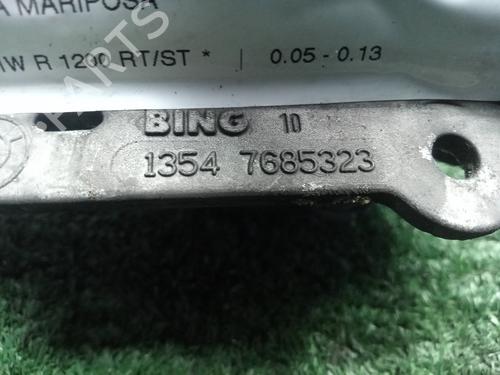 A MARIPOSA
W R 1200 RT/ST * | 0.05 - 0.13
BING 10
1354 7685323